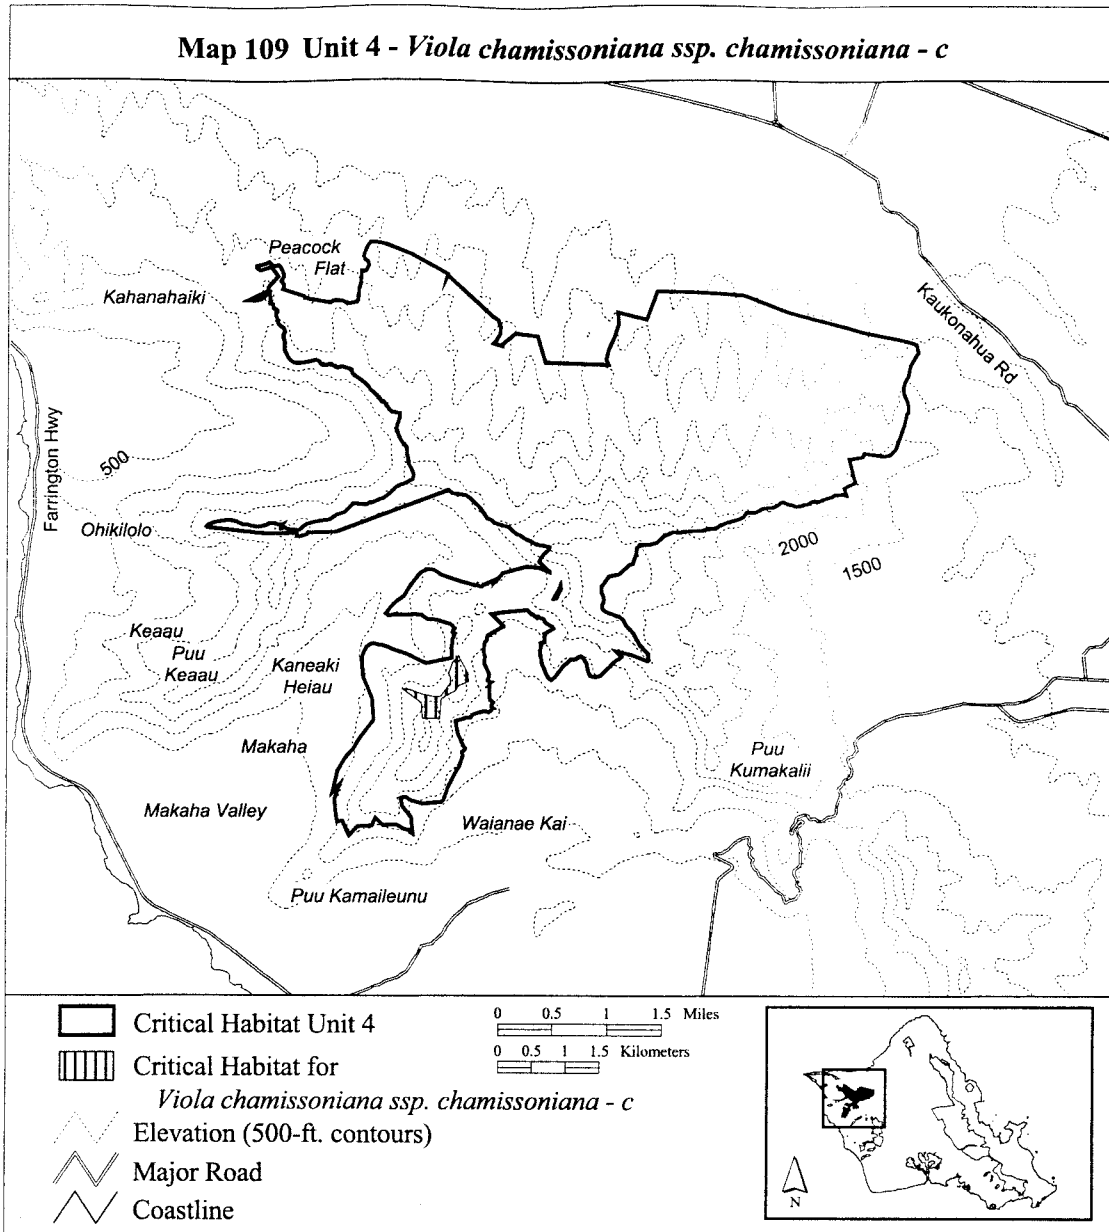 Map 109 Unit 4 - Viola chamissoniana ssp. chamissoniana - c
Peacock
Flat
Kahanahaiki
Kaukonahua Rd
Farrington Hwy
500
Ohikilolo
2000
1500
Keaau
Puu
Keaau
Kaneaki
Heiau
Makaha
Puu
Kumakalii
Makaha Valley
Waianae Kai
Puu Kamaileunu
Critical Habitat Unit 4
Critical Habitat for
Viola chamissoniana ssp. chamissoniana - c
Elevation (500-ft. contours)
Major Road
Coastline
0 0.5 1 1.5 Miles
0 0.5 1 1.5 Kilometers
N